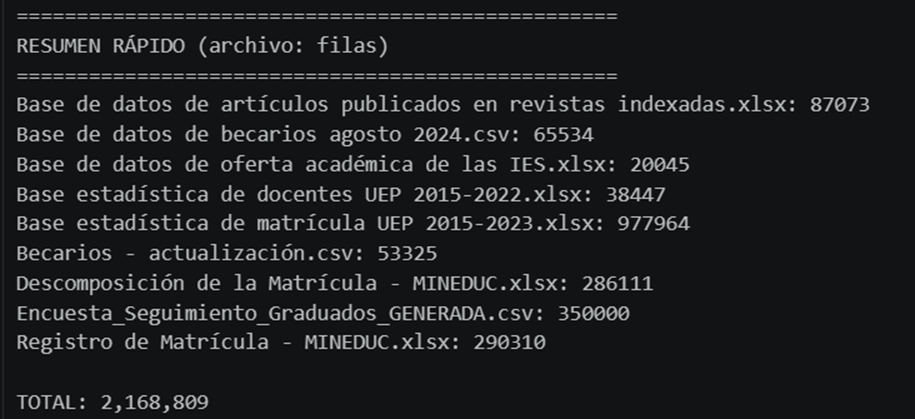 ==================================================
RESUMEN RÁPIDO (archivo: filas)
==================================================
Base de datos de artículos publicados en revistas indexadas.xlsx: 87073
Base de datos de becarios agosto 2024.csv: 65534
Base de datos de oferta académica de las IES.xlsx: 20045
Base estadística de docentes UEP 2015-2022.xlsx: 38447
Base estadística de matrícula UEP 2015-2023.xlsx: 977964
Becarios - actualización.csv: 53325
Descomposición de la Matrícula - MINEDUC.xlsx: 286111
Encuesta_Seguimiento_Graduados_GENERADA.csv: 350000
Registro de Matrícula - MINEDUC.xlsx: 290310
TOTAL: 2,168,809